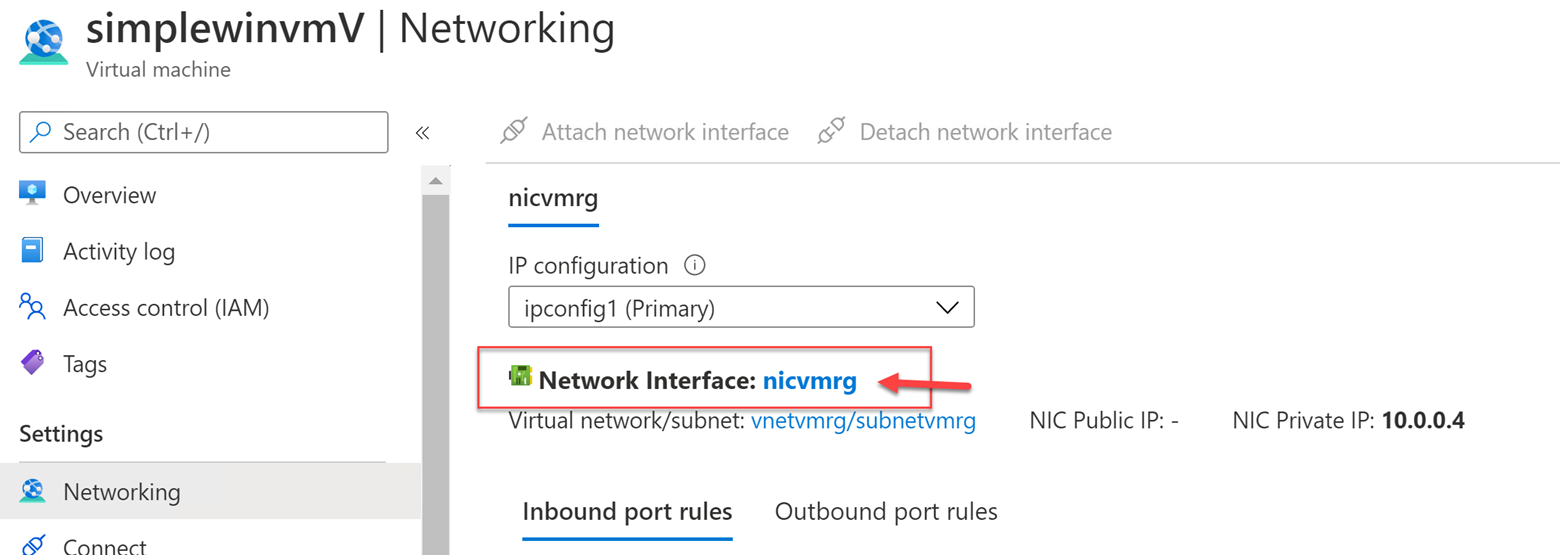 simplewinvmV | Networking
Virtual machine
Search (Ctrl+/)
«
Attach network interface
Detach network interface
Overview
Activity log
Access control (IAM)
Tags
Settings
Networking
Connect
nicvmrg
IP configuration
ipconfig1 (Primary)
Network Interface: nicvmrg
Virtual network/subnet: vnetvmrg/subnetvmrg NIC Public IP: - NIC Private IP: 10.0.0.4
Inbound port rules
Outbound port rules